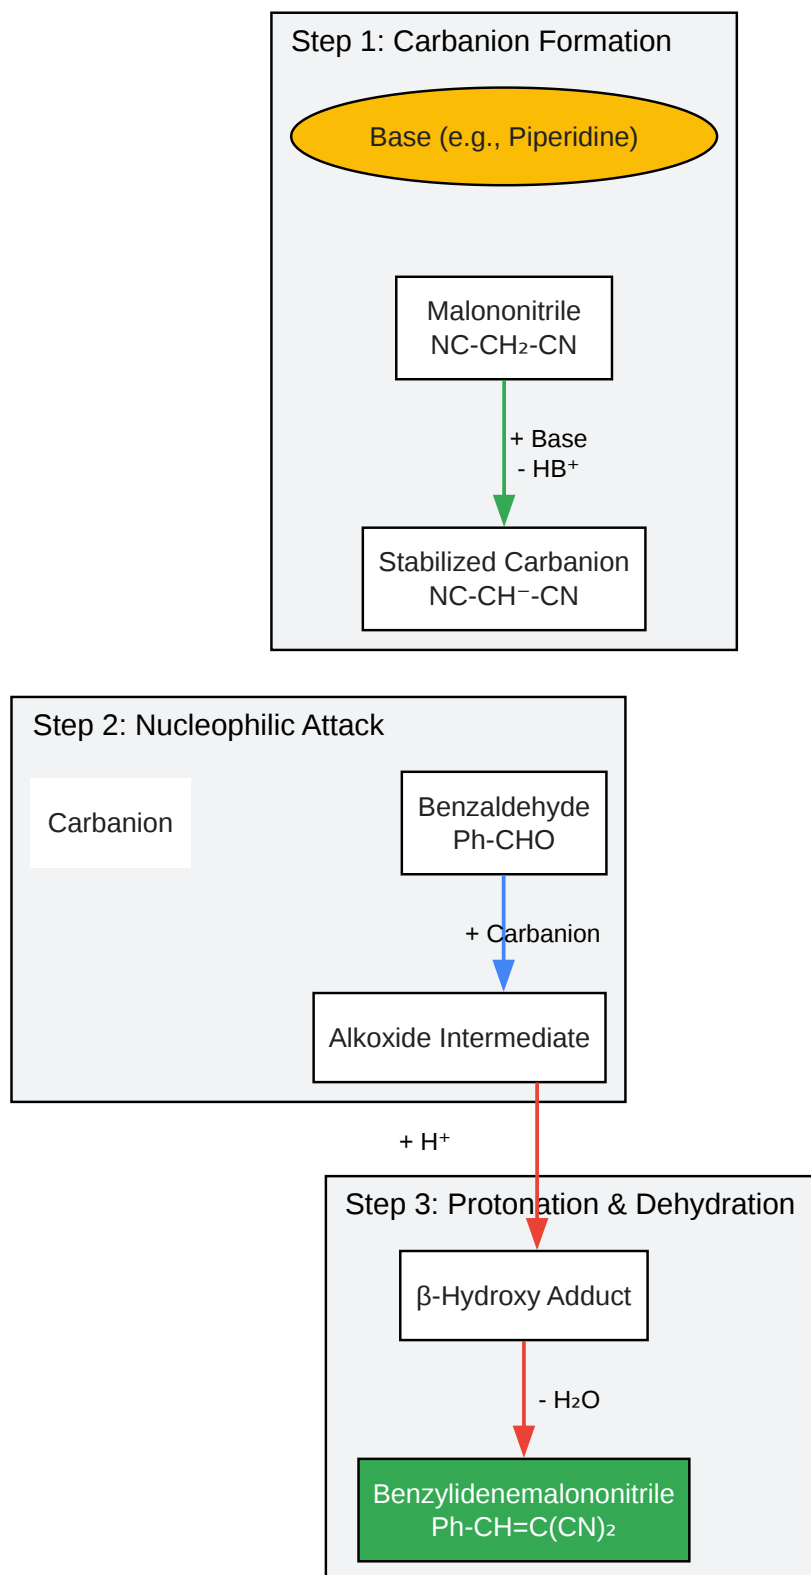 Step 1: Carbanion Formation
Base (e.g., Piperidine)
Malononitrile
NC-CH₂-CN
+ Base
- HB⁺
Stabilized Carbanion
NC-CH⁻-CN
Step 2: Nucleophilic Attack
Carbanion
Benzaldehyde
Ph-CHO
+ Carbanion
Alkoxide Intermediate
+ H⁺
Step 3: Protonation & Dehydration
β-Hydroxy Adduct
- H₂O
Benzylidenemalononitrile
Ph-CH=C(CN)₂